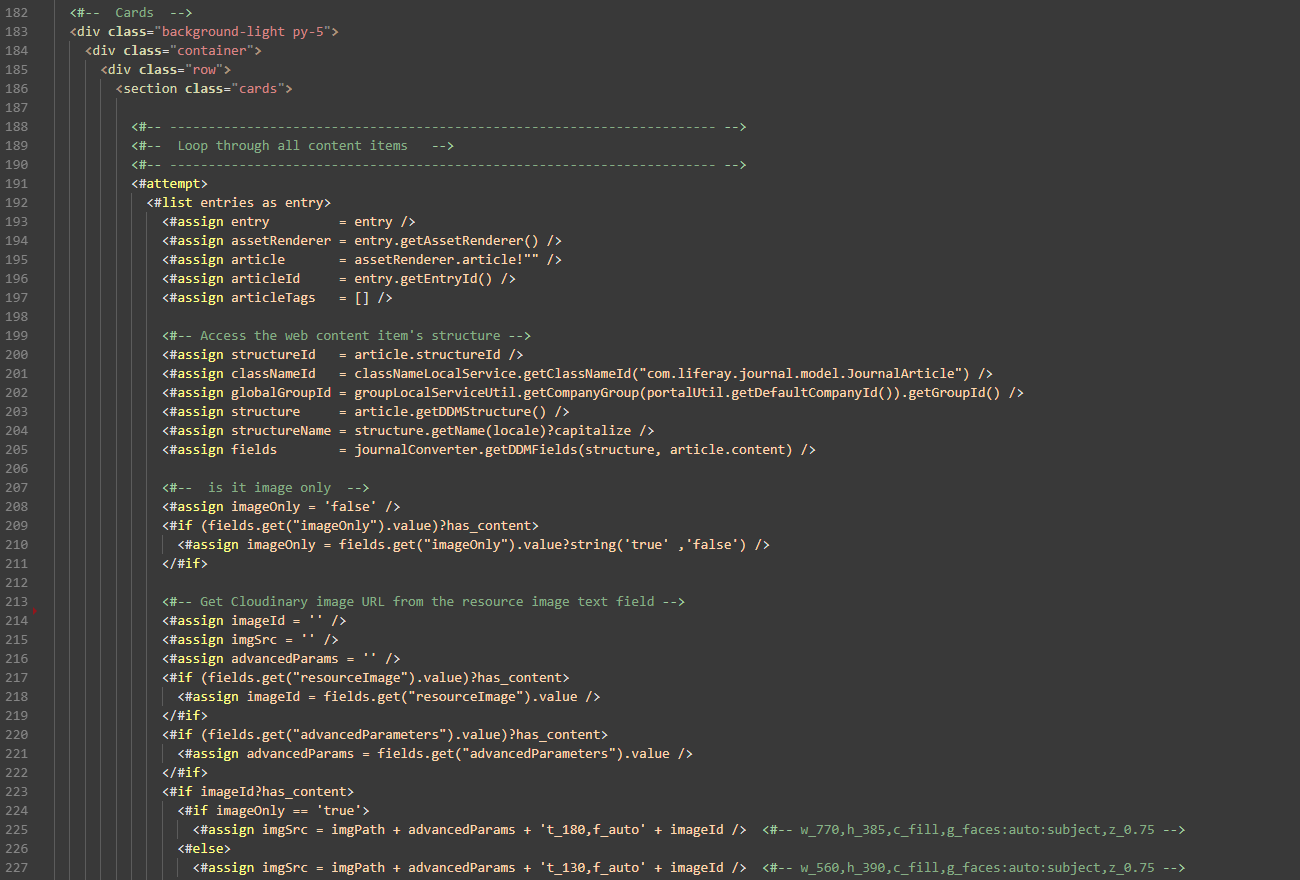 182 <#--  Cards  -->
183 <div class="background-light py-5">
184 <div class="container">
185 <div class="row">
186 <section class="cards">
187
188 <#-- ----------------------------------------------------------------------- -->
189 <#--  Loop through all content items   -->
190 <#-- ----------------------------------------------------------------------- -->
191 <#attempt>
192 <#list entries as entry>
193 <#assign entry         = entry />
194 <#assign assetRenderer = entry.getAssetRenderer() />
195 <#assign article       = assetRenderer.article!"" />
196 <#assign articleId     = entry.getEntryId() />
197 <#assign articleTags   = [] />
198
199 <#-- Access the web content item's structure -->
200 <#assign structureId   = article.structureId />
201 <#assign classNameId   = classNameLocalService.getClassNameId("com.liferay.journal.model.JournalArticle") />
202 <#assign globalGroupId = groupLocalServiceUtil.getCompanyGroup(portalUtil.getDefaultCompanyId()).getGroupId() />
203 <#assign structure     = article.getDDMStructure() />
204 <#assign structureName = structure.getName(locale)?capitalize />
205 <#assign fields        = journalConverter.getDDMFields(structure, article.content) />
206
207 <#--  is it image only  -->
208 <#assign imageOnly = 'false' />
209 <#if (fields.get("imageOnly").value)?has_content>
210 <#assign imageOnly = fields.get("imageOnly").value?string('true' ,'false') />
211 </#if>
212
213 <#-- Get Cloudinary image URL from the resource image text field -->
214 <#assign imageId = '' />
215 <#assign imgSrc = '' />
216 <#assign advancedParams = '' />
217 <#if (fields.get("resourceImage").value)?has_content>
218 <#assign imageId = fields.get("resourceImage").value />
219 </#if>
220 <#if (fields.get("advancedParameters").value)?has_content>
221 <#assign advancedParams = fields.get("advancedParameters").value />
222 </#if>
223 <#if imageId?has_content>
224 <#if imageOnly == 'true'>
225 <#assign imgSrc = imgPath + advancedParams + 't_180,f_auto' + imageId />  <#-- w_770,h_385,c_fill,g_faces:auto:subject,z_0.75 -->
226 <#else>
227 <#assign imgSrc = imgPath + advancedParams + 't_130,f_auto' + imageId />  <#-- w_560,h_390,c_fill,g_faces:auto:subject,z_0.75 -->